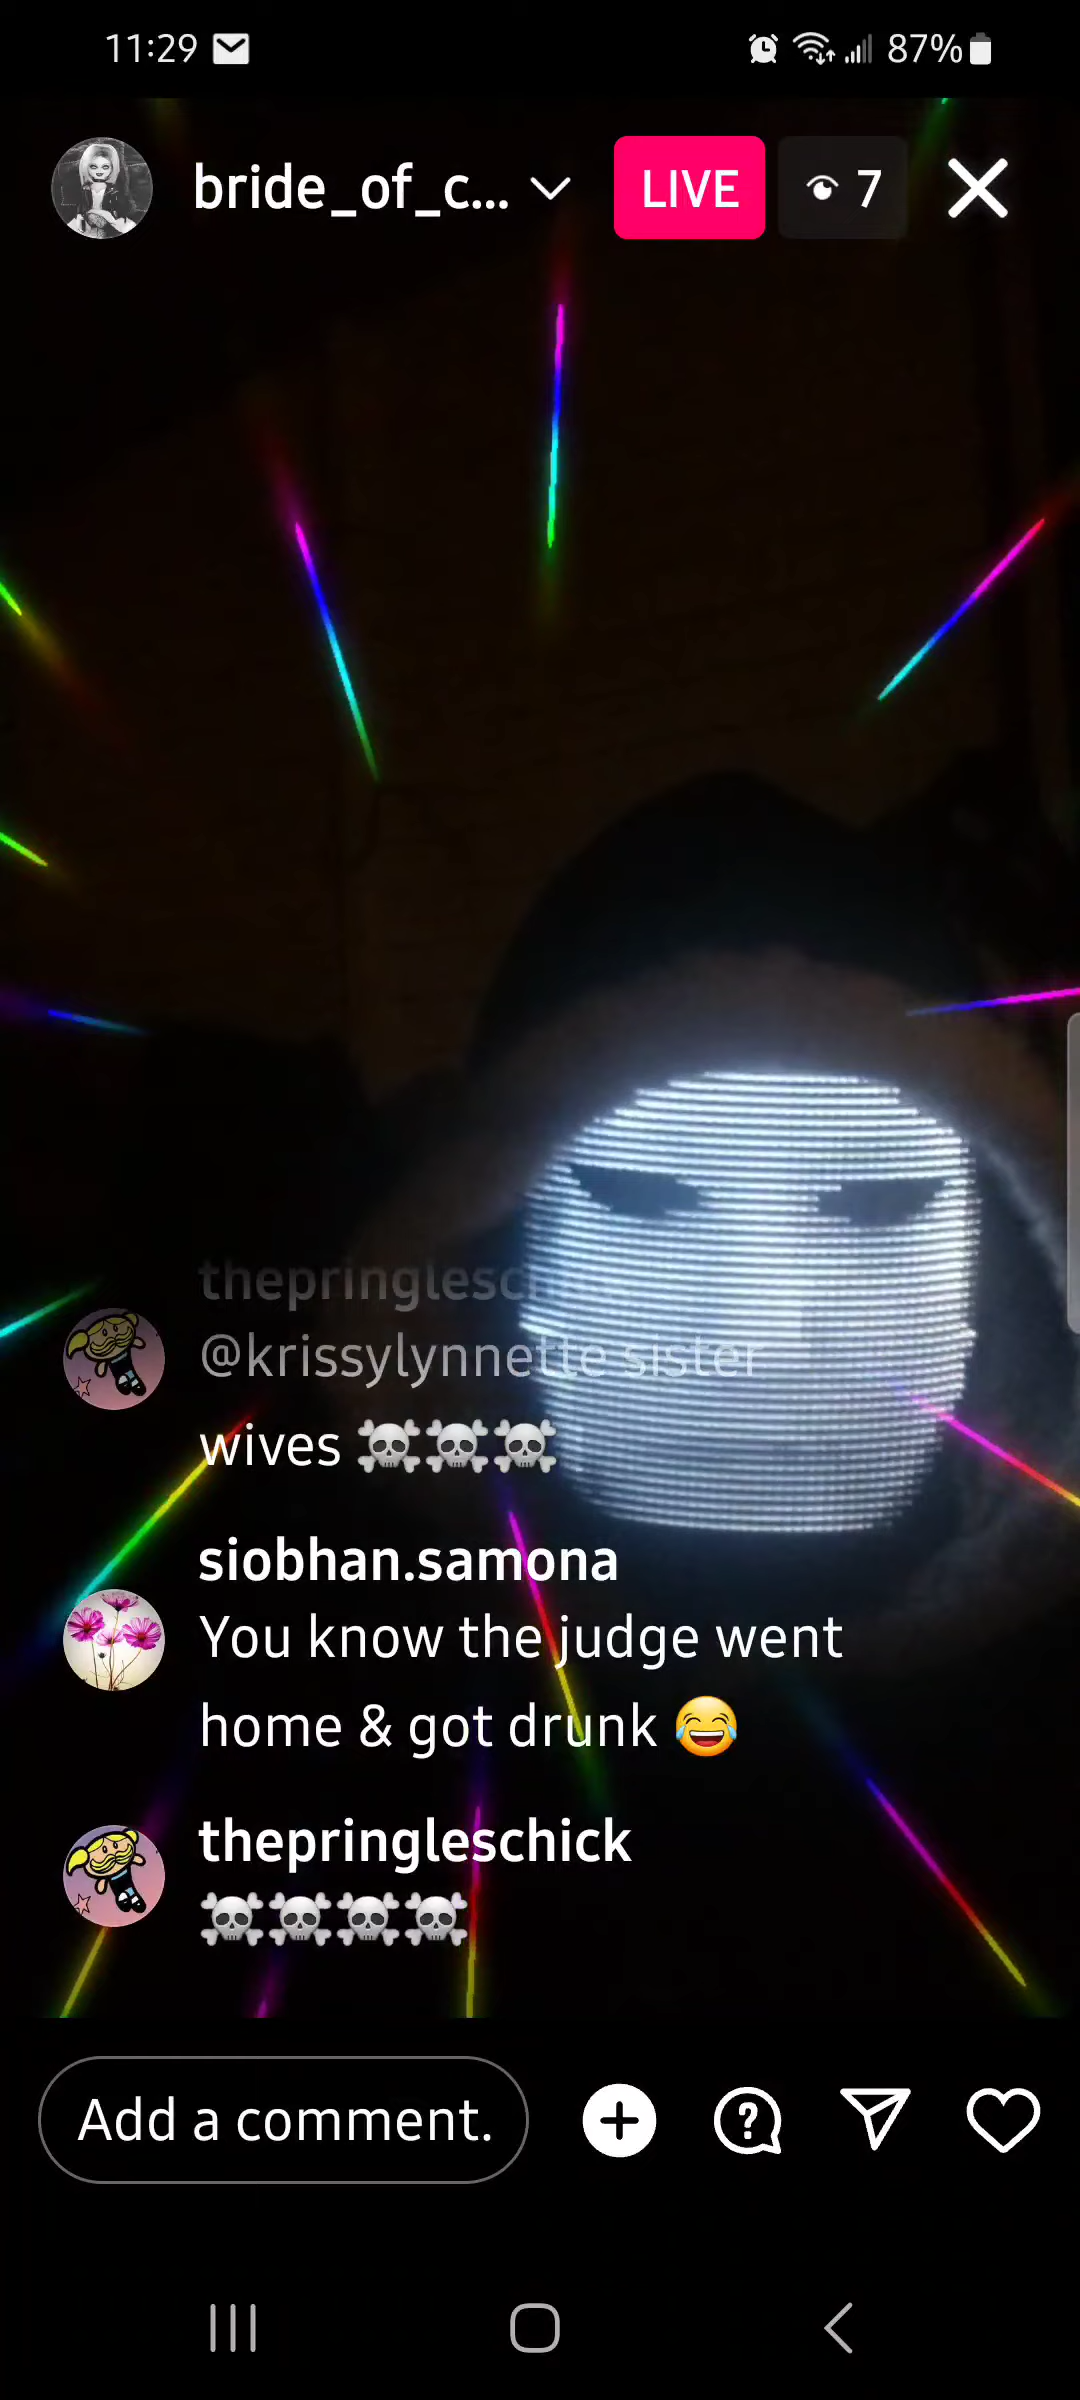 11:29
87%
bride_of_c...
LIVE
7
thepringleschick
@krissylynnette sister
wives ☠☠☠
siobhan.samona
You know the judge went
home & got drunk 😂
thepringleschick
☠☠☠☠
Add a comment.